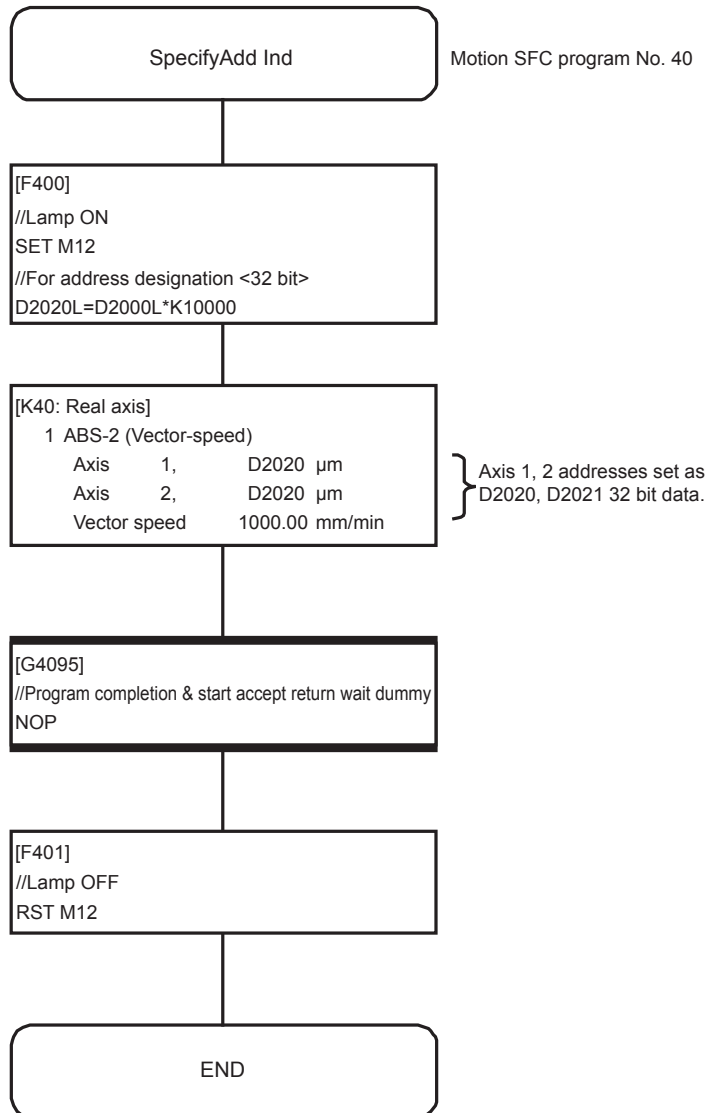 SpecifyAdd Ind
Motion SFC program No. 40
[F400]
//Lamp ON
SET M12
//For address designation <32 bit>
D2020L=D2000L*K10000
[K40: Real axis]
1 ABS-2 (Vector-speed)
Axis 1, D2020 µm
Axis 2, D2020 µm
Vector speed 1000.00 mm/min
Axis 1, 2 addresses set as
D2020, D2021 32 bit data.
[G4095]
//Program completion & start accept return wait dummy
NOP
[F401]
//Lamp OFF
RST M12
END